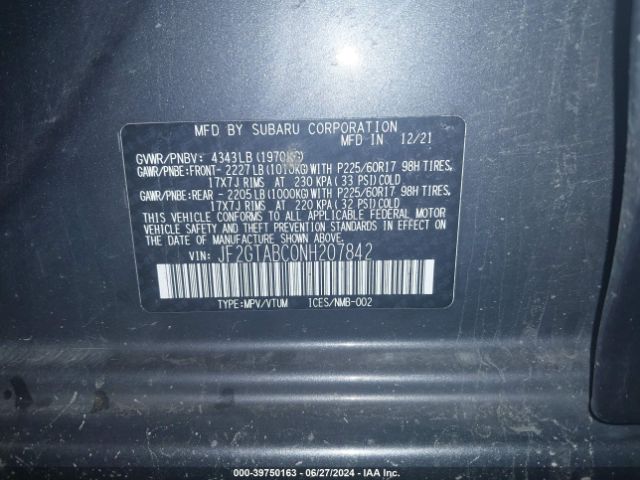 MFD BY SUBARU CORPORATION
MFD IN 12/21
GVWR/PNBV: 4343LB(1970KG)
GAWR/PNBE:FRONT- 2227LB(1010KG)WITH P225/60R17 98H TIRES,
17X7J RIMS AT 230 KPA(33 PSI)COLD
GAWR/PNBE:REAR - 2205LB(1000KG)WITH P225/60R17 98H TIRES,
17X7J RIMS AT 220 KPA(32 PSI)COLD
THIS VEHICLE CONFORMS TO ALL APPLICABLE FEDERAL MOTOR
VEHICLE SAFETY, BUMPER, AND THEFT PREVENTION STANDARDS
IN EFFECT ON THE DATE OF MANUFACTURE SHOWN ABOVE.
VIN: JF2GTABC0NH207842
TYPE:MPV/VTUM ICES/NMB-002
000-39750163 - 06/27/2024 - IAA Inc.